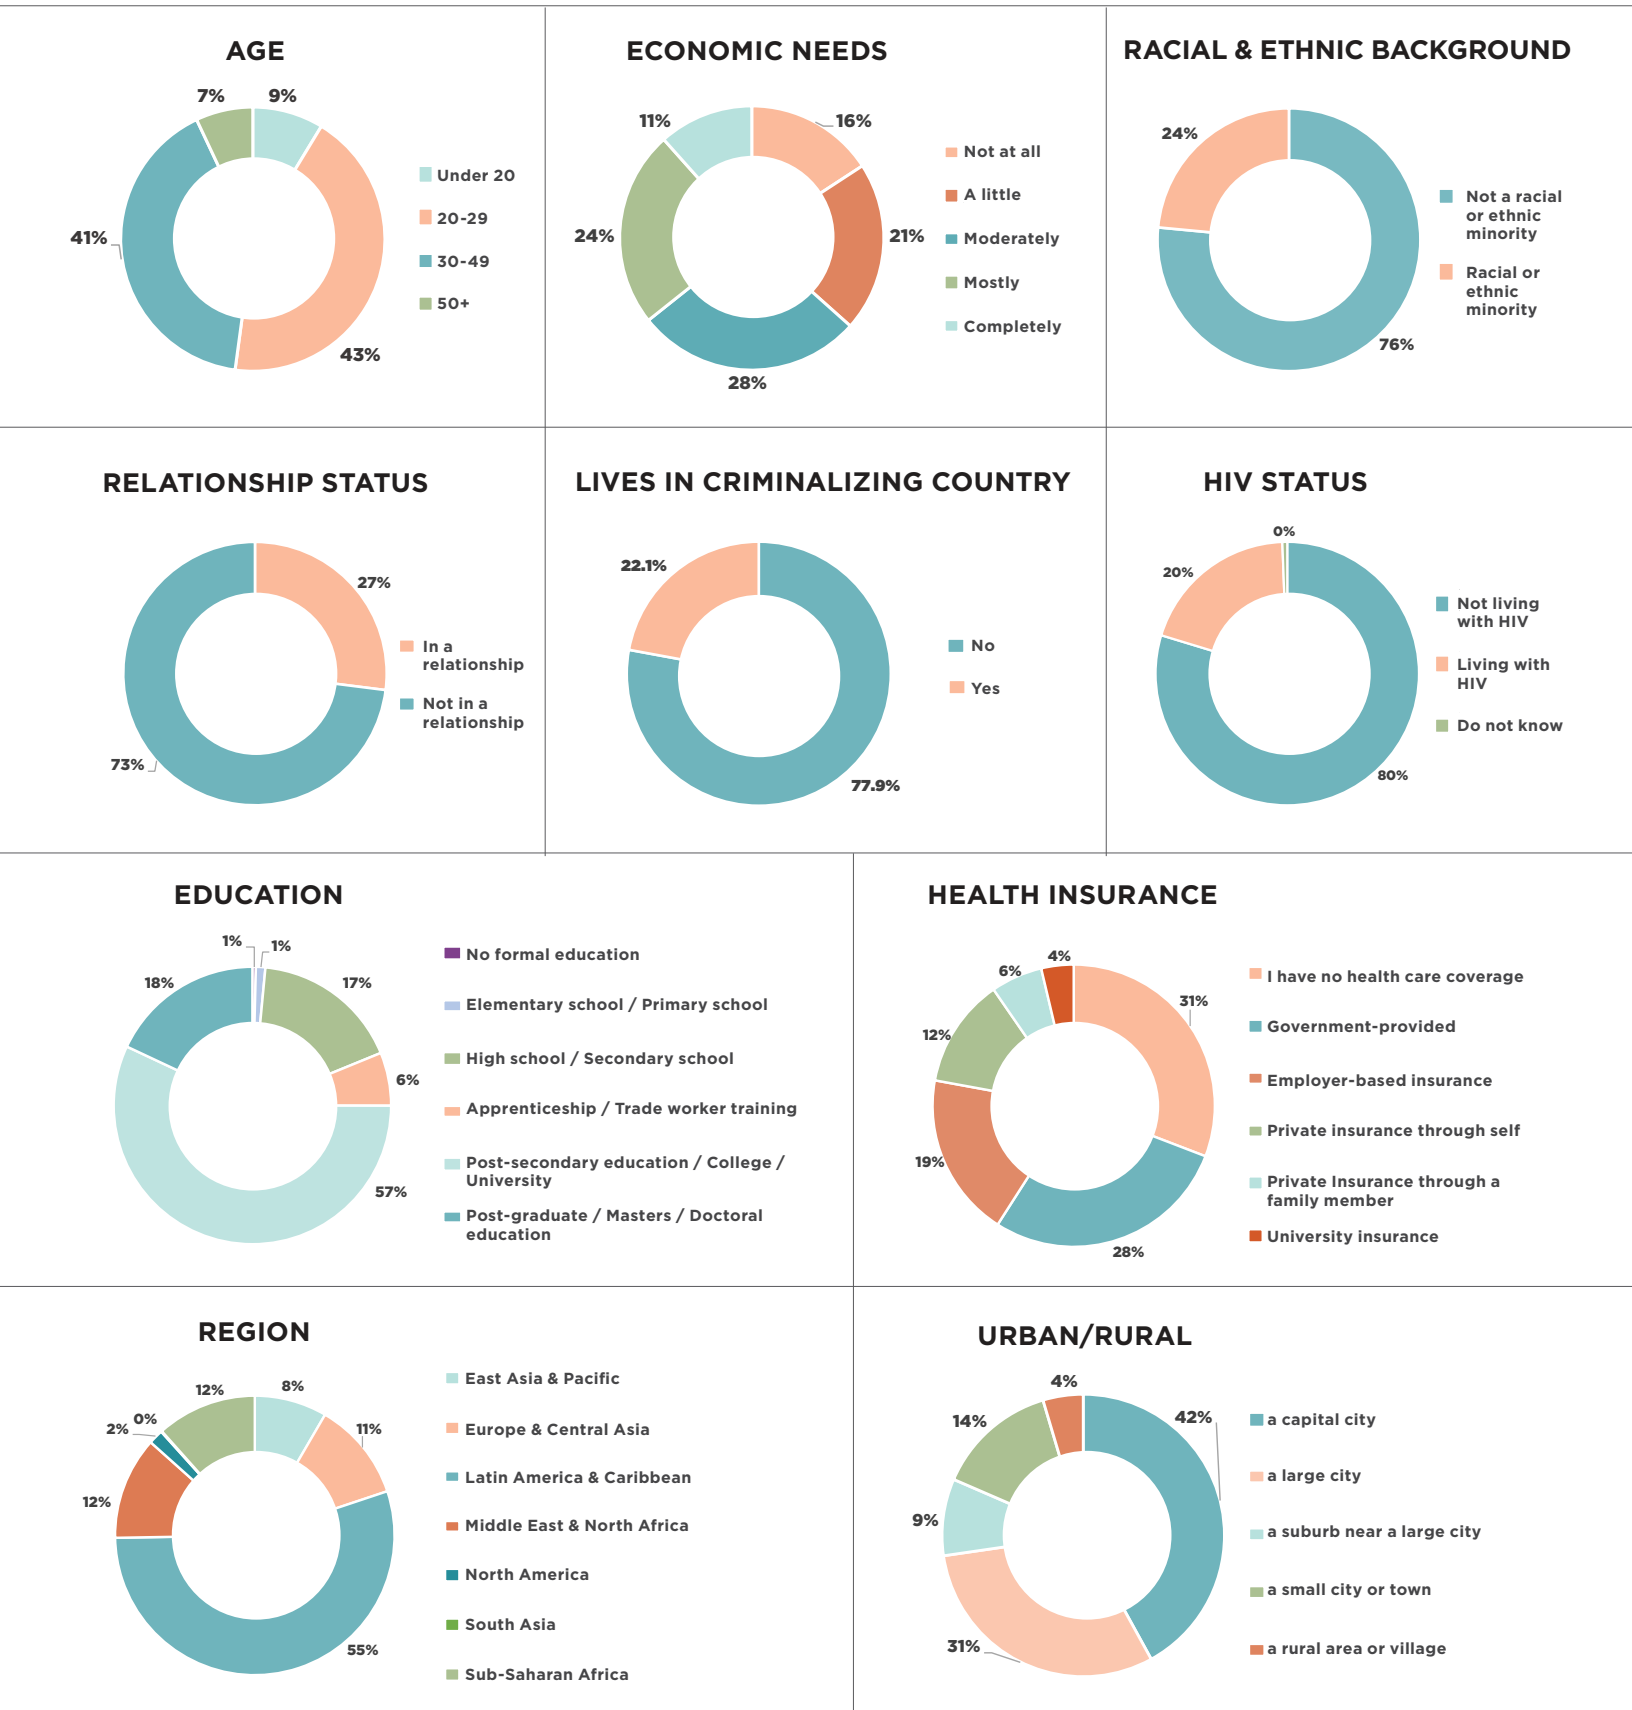 AGE
7%
9%
41%
43%
Under 20
20-29
30-49
50+
ECONOMIC NEEDS
11%
16%
24%
21%
28%
Not at all
A little
Moderately
Mostly
Completely
RACIAL & ETHNIC BACKGROUND
24%
76%
Not a racial
or ethnic
minority
Racial or
ethnic
minority
RELATIONSHIP STATUS
27%
73%
In a
relationship
Not in a
relationship
LIVES IN CRIMINALIZING COUNTRY
22.1%
77.9%
No
Yes
HIV STATUS
0%
20%
80%
Not living
with HIV
Living with
HIV
Do not know
EDUCATION
1%
1%
18%
17%
6%
57%
No formal education
Elementary school / Primary school
High school / Secondary school
Apprenticeship / Trade worker training
Post-secondary education / College /
University
Post-graduate / Masters / Doctoral
education
HEALTH INSURANCE
4%
6%
31%
12%
19%
28%
I have no health care coverage
Government-provided
Employer-based insurance
Private insurance through self
Private Insurance through a
family member
University insurance
REGION
12%
8%
0%
2%
11%
12%
55%
East Asia & Pacific
Europe & Central Asia
Latin America & Caribbean
Middle East & North Africa
North America
South Asia
Sub-Saharan Africa
URBAN/RURAL
4%
14%
42%
9%
31%
a capital city
a large city
a suburb near a large city
a small city or town
a rural area or village